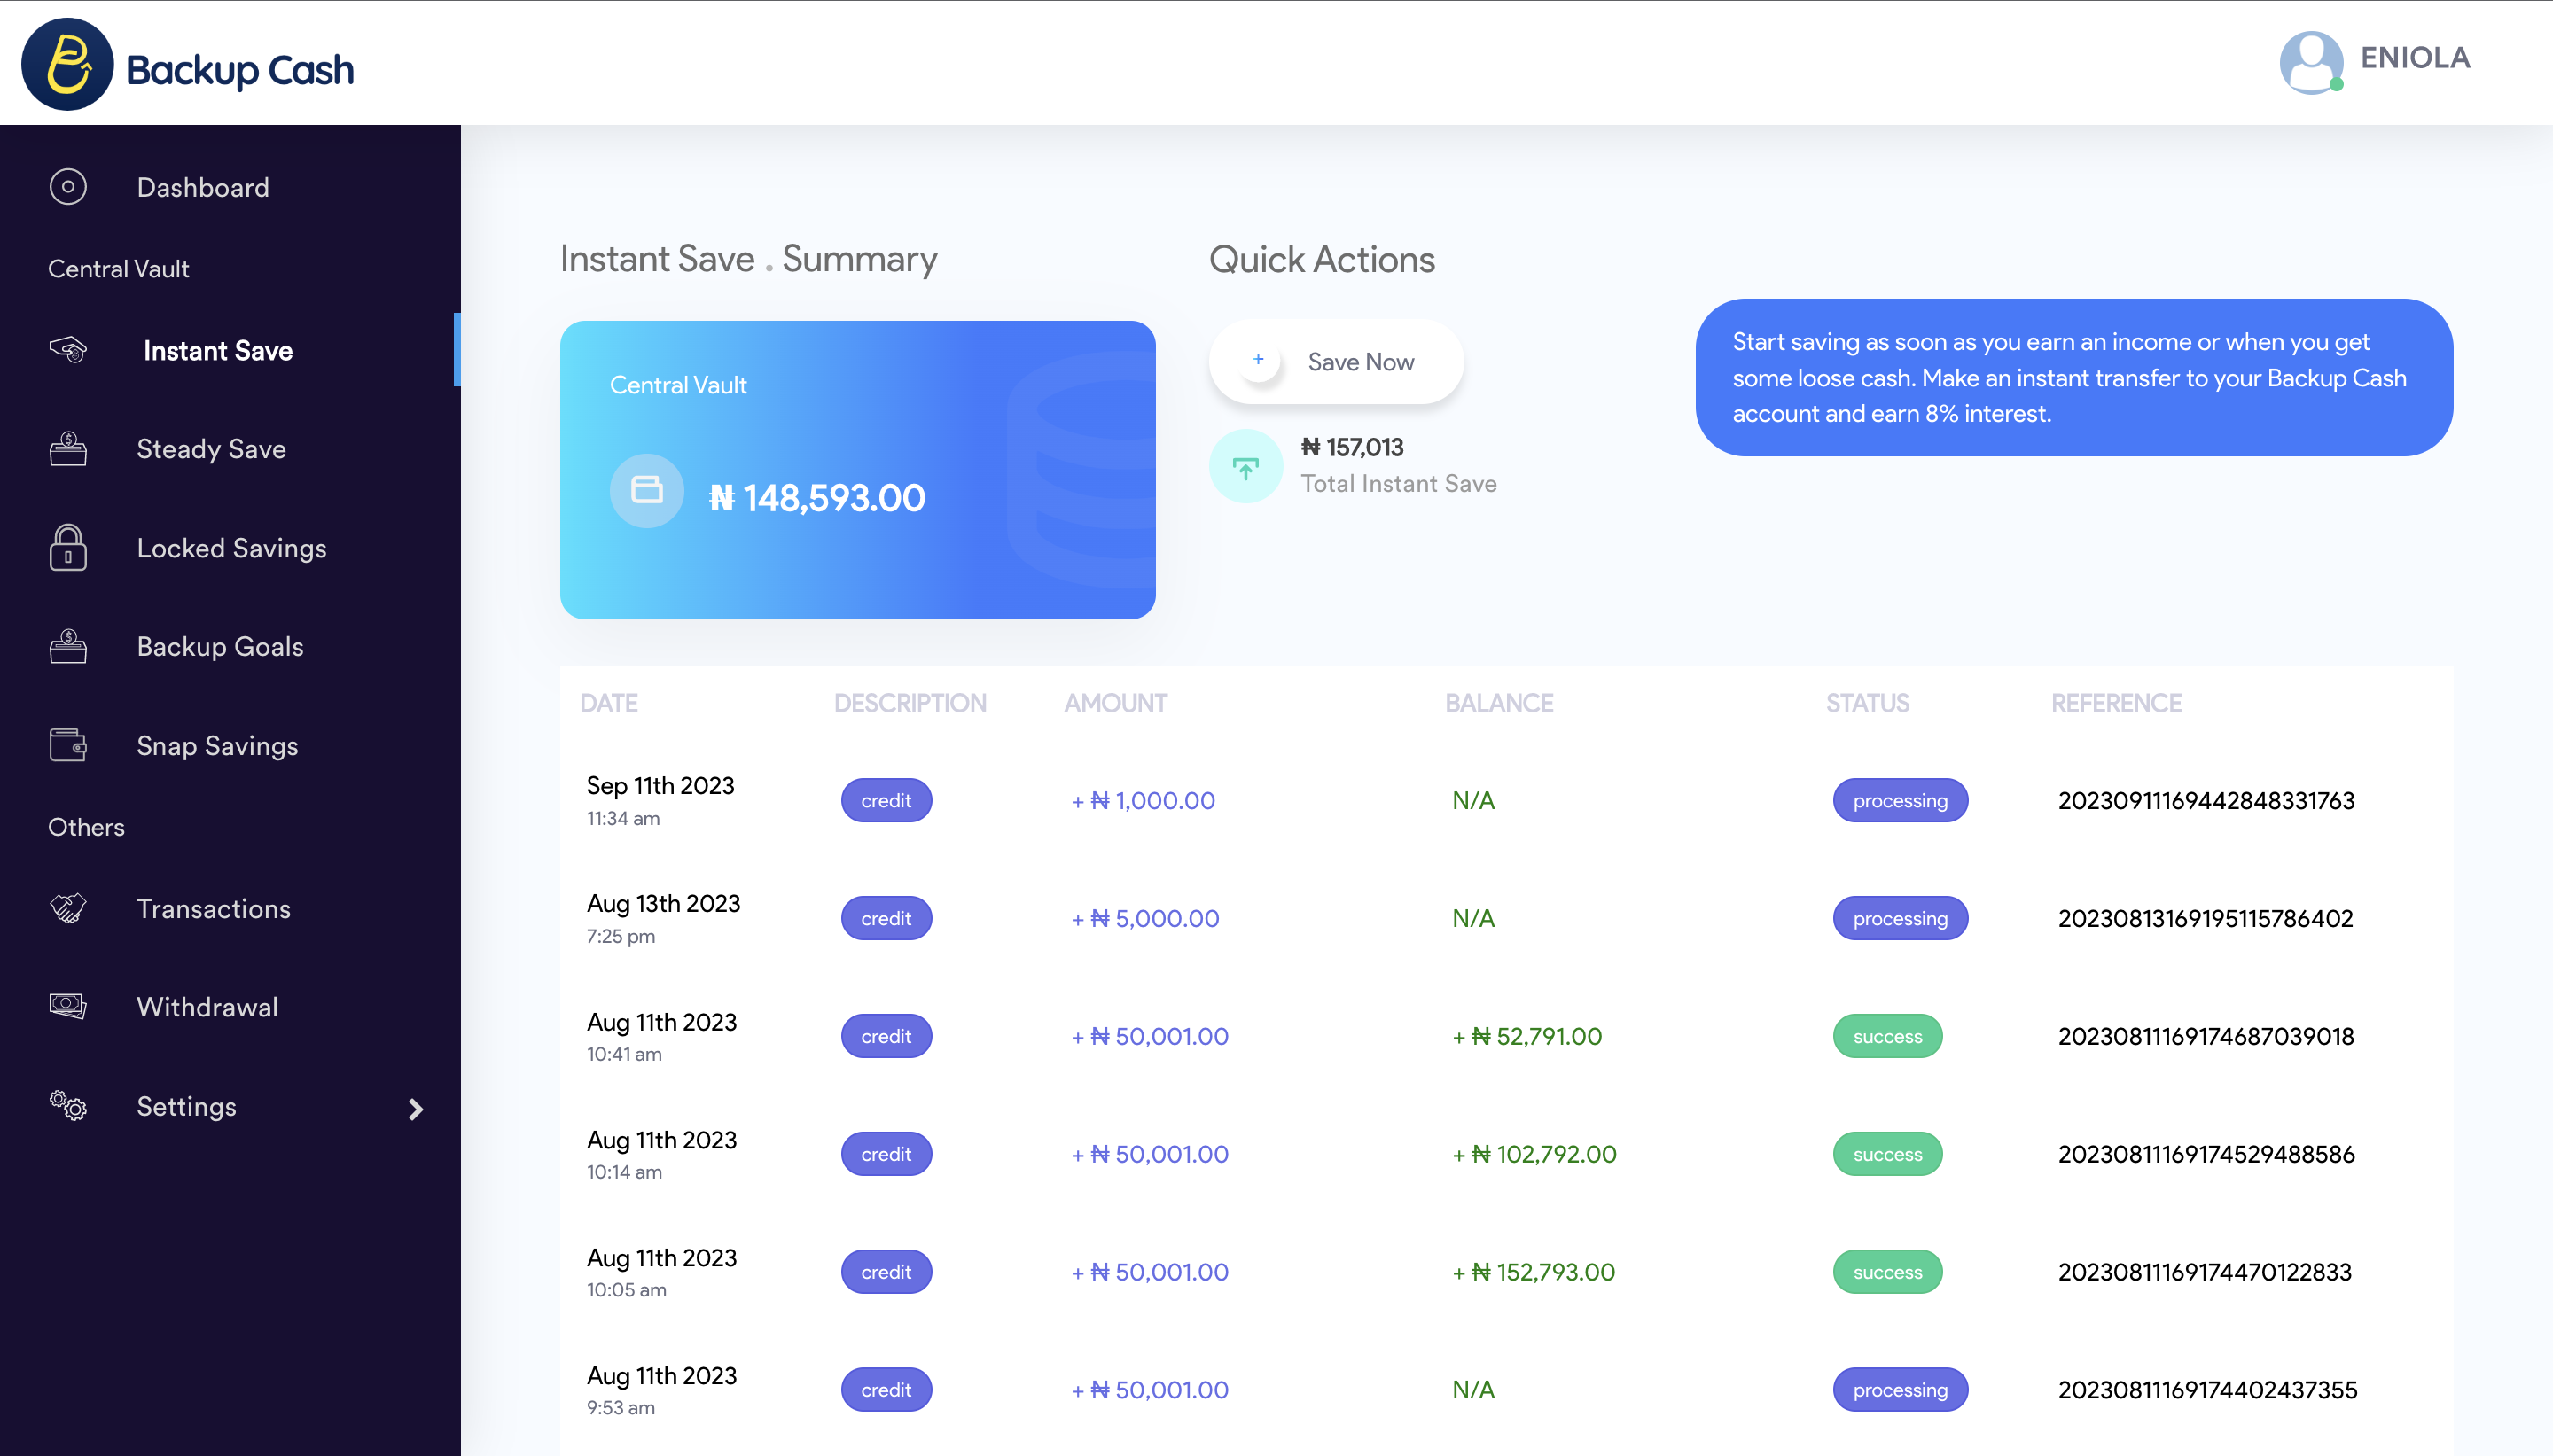 Backup Cash
ENIOLA
Dashboard
Central Vault
Instant Save
Steady Save
Locked Savings
Backup Goals
Snap Savings
Others
Transactions
Withdrawal
Settings
Instant Save . Summary
Central Vault
₦ 148,593.00
Quick Actions
+ Save Now
₦ 157,013
Total Instant Save
Start saving as soon as you earn an income or when you get
some loose cash. Make an instant transfer to your Backup Cash
account and earn 8% interest.
DATE DESCRIPTION AMOUNT BALANCE STATUS REFERENCE
Sep 11th 2023
11:34 am
credit + ₦ 1,000.00 N/A processing 20230911169442848331763
Aug 13th 2023
7:25 pm
credit + ₦ 5,000.00 N/A processing 20230813169195115786402
Aug 11th 2023
10:41 am
credit + ₦ 50,001.00 + ₦ 52,791.00 success 20230811169174687039018
Aug 11th 2023
10:14 am
credit + ₦ 50,001.00 + ₦ 102,792.00 success 20230811169174529488586
Aug 11th 2023
10:05 am
credit + ₦ 50,001.00 + ₦ 152,793.00 success 20230811169174470122833
Aug 11th 2023
9:53 am
credit + ₦ 50,001.00 N/A processing 20230811169174402437355